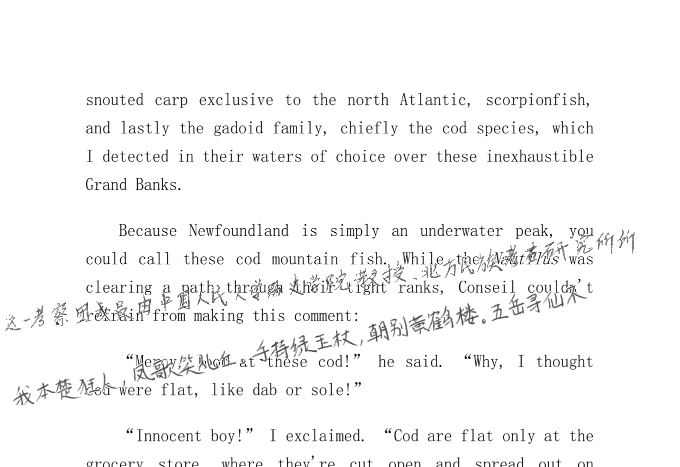 snouted carp exclusive to the north Atlantic, scorpionfish,
and lastly the gadoid family, chiefly the cod species, which
I detected in their waters of choice over these inexhaustible
Grand Banks.
Because Newfoundland is simply an underwater peak, you
could call these cod mountain fish. While the Nautilus was
clearing a path through their tight ranks, Conseil couldn't
refrain from making this comment:
“Mercy, look at these cod!” he said. “Why, I thought
cod were flat, like dab or sole!”
“Innocent boy!” I exclaimed. “Cod are flat only at the
grocery store, where they're cut open and spread out on
这一考察团成员由中国人民大学历史学院教授、北方民族考古研究所所
我本楚狂人,凤歌笑孔丘。手持绿玉杖,朝别黄鹤楼。五岳寻仙不